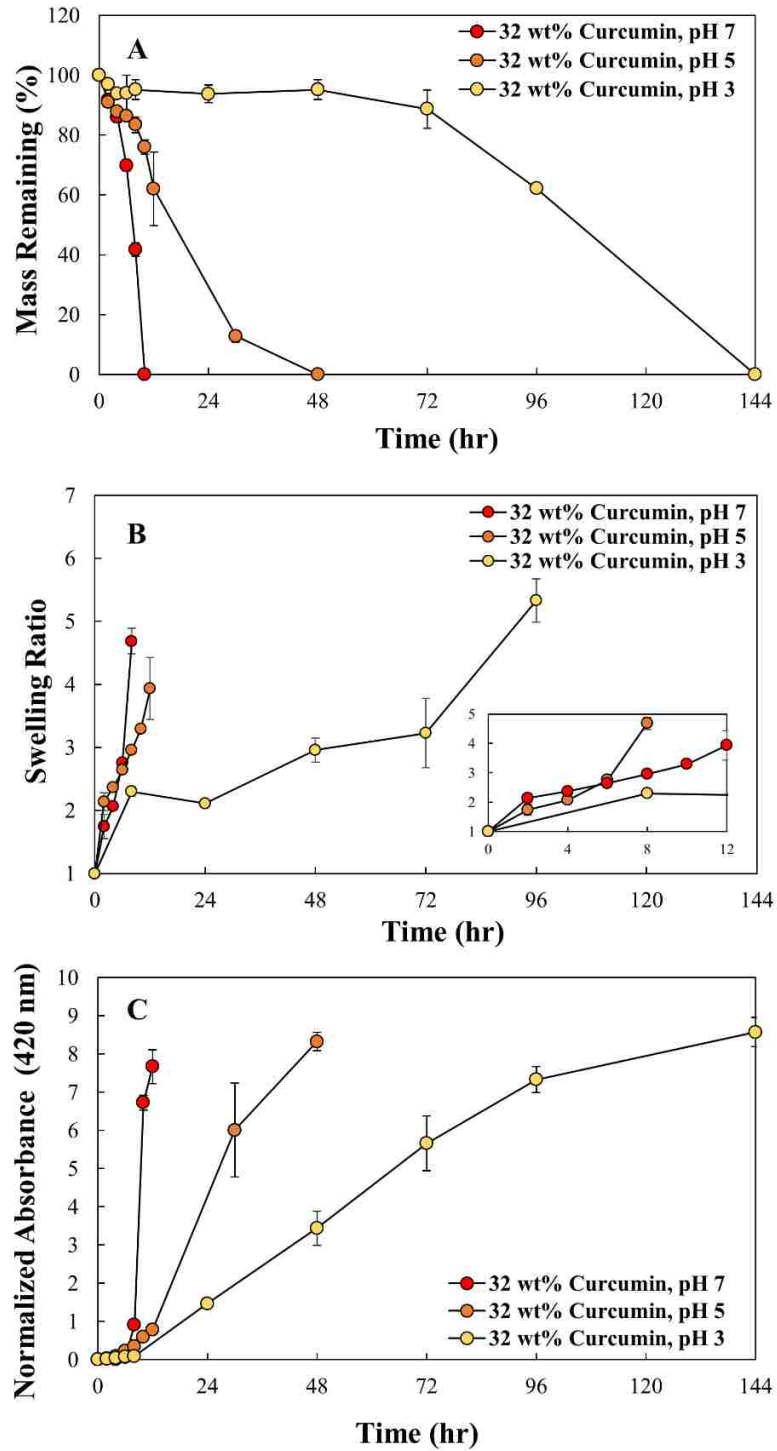 A
32 wt% Curcumin, pH 7
32 wt% Curcumin, pH 5
32 wt% Curcumin, pH 3
Mass Remaining (%)
120
100
80
60
40
20
0
0 24 48 72 96 120 144
Time (hr)
B
32 wt% Curcumin, pH 7
32 wt% Curcumin, pH 5
32 wt% Curcumin, pH 3
Swelling Ratio
7
6
5
4
3
2
1
5
4
3
2
1
0 4 8 12
0 24 48 72 96 120 144
Time (hr)
C
Normalized Absorbance (420 nm)
10
9
8
7
6
5
4
3
2
1
0
32 wt% Curcumin, pH 7
32 wt% Curcumin, pH 5
32 wt% Curcumin, pH 3
0 24 48 72 96 120 144
Time (hr)